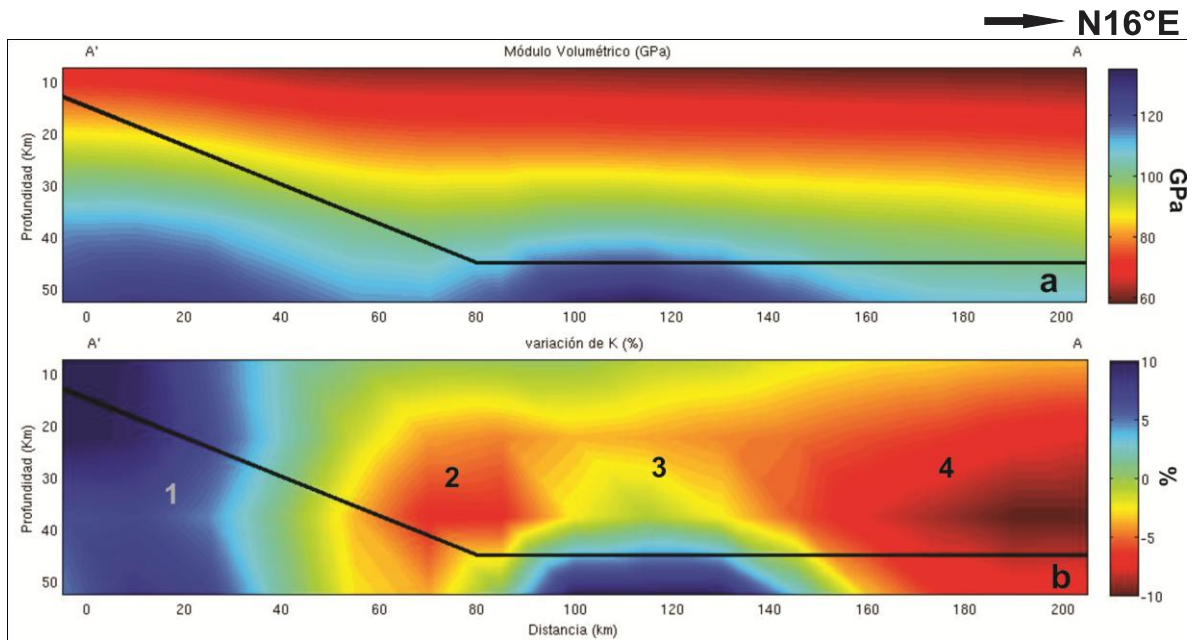 N16°E
A' Módulo Volumétrico (GPa) A
Profundidad (Km)
10
20
30
40
50
0 20 40 60 80 100 120 140 160 180 200
a
120
100
80
60
GPa
A' variación de K (%) A
Profundidad (Km)
10
20
30
40
50
0 20 40 60 80 100 120 140 160 180 200
Distancia (km)
1
2
3
4
b
10
5
0
-5
-10
%